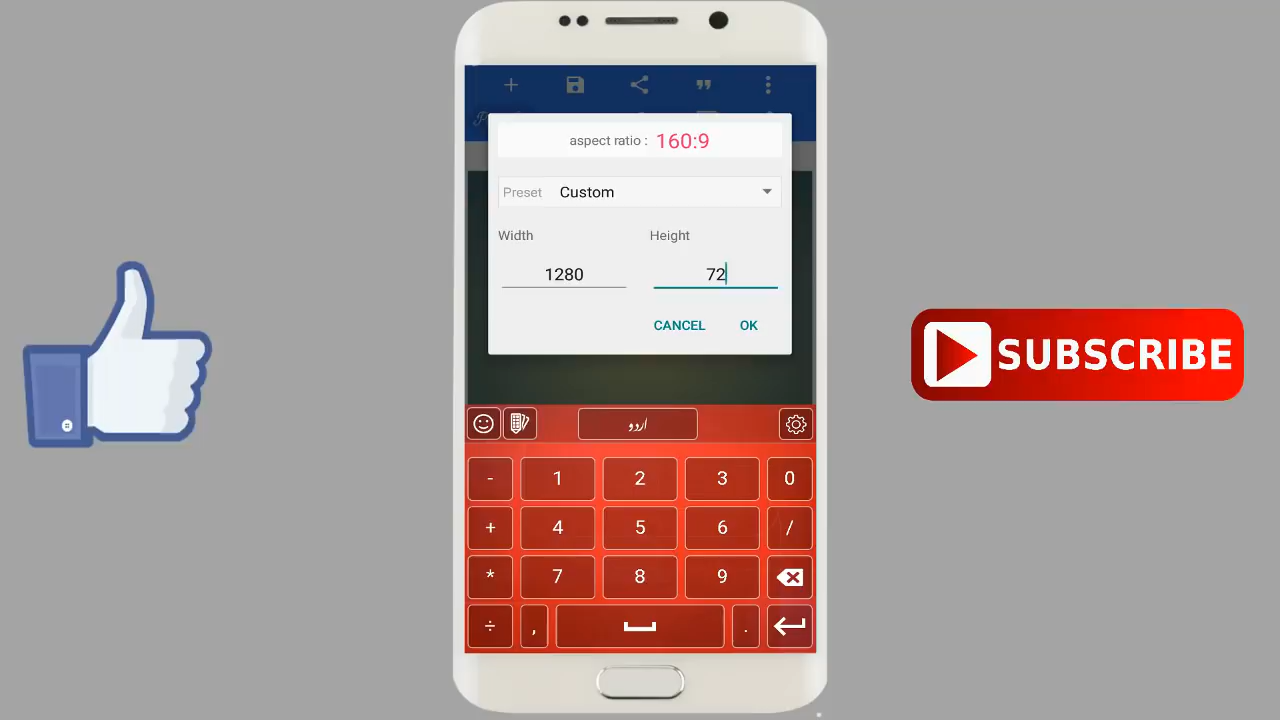 aspect ratio : 160:9
Preset Custom
Width Height
1280 72
CANCEL OK
SUBSCRIBE
اردو
- 1 2 3 0
+ 4 5 6 /
* 7 8 9
÷ , .